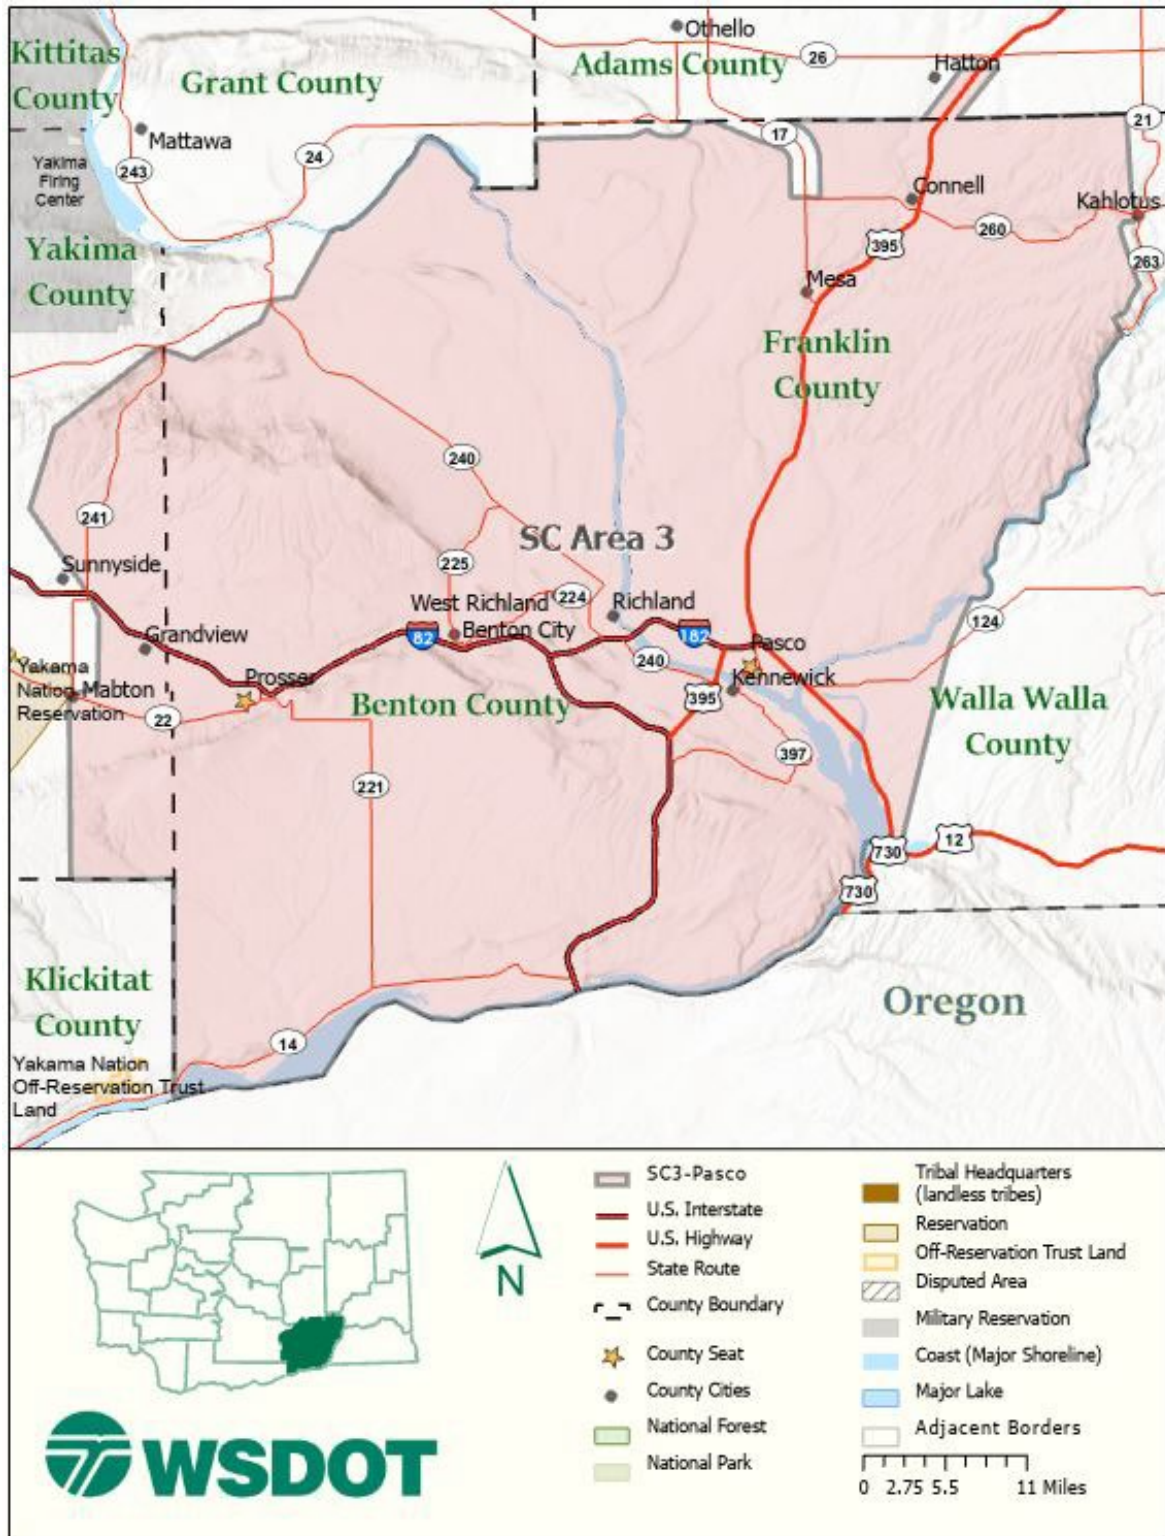 Kittitas
County
Grant County
Othello
Adams County
26
Hatton
Mattawa
243
24
17
21
Yakima
Firing
Center
Connell
Kahlotus
260
395
263
Yakima
County
Mesa
Franklin
County
240
241
SC Area 3
Sunnyside
225
224
West Richland
Richland
124
82
Benton City
182
Grandview
Pasco
240
Yakama
Nation
Reservation
Mabton
Prosser
Kennewick
395
22
Benton County
Walla Walla
County
397
221
12
730
730
Klickitat
County
Oregon
14
Yakama Nation
Off-Reservation Trust
Land
N
WSDOT
SC3-Pasco
U.S. Interstate
U.S. Highway
State Route
County Boundary
County Seat
County Cities
National Forest
National Park
Tribal Headquarters
(landless tribes)
Reservation
Off-Reservation Trust Land
Disputed Area
Military Reservation
Coast (Major Shoreline)
Major Lake
Adjacent Borders
0 2.75 5.5 11 Miles